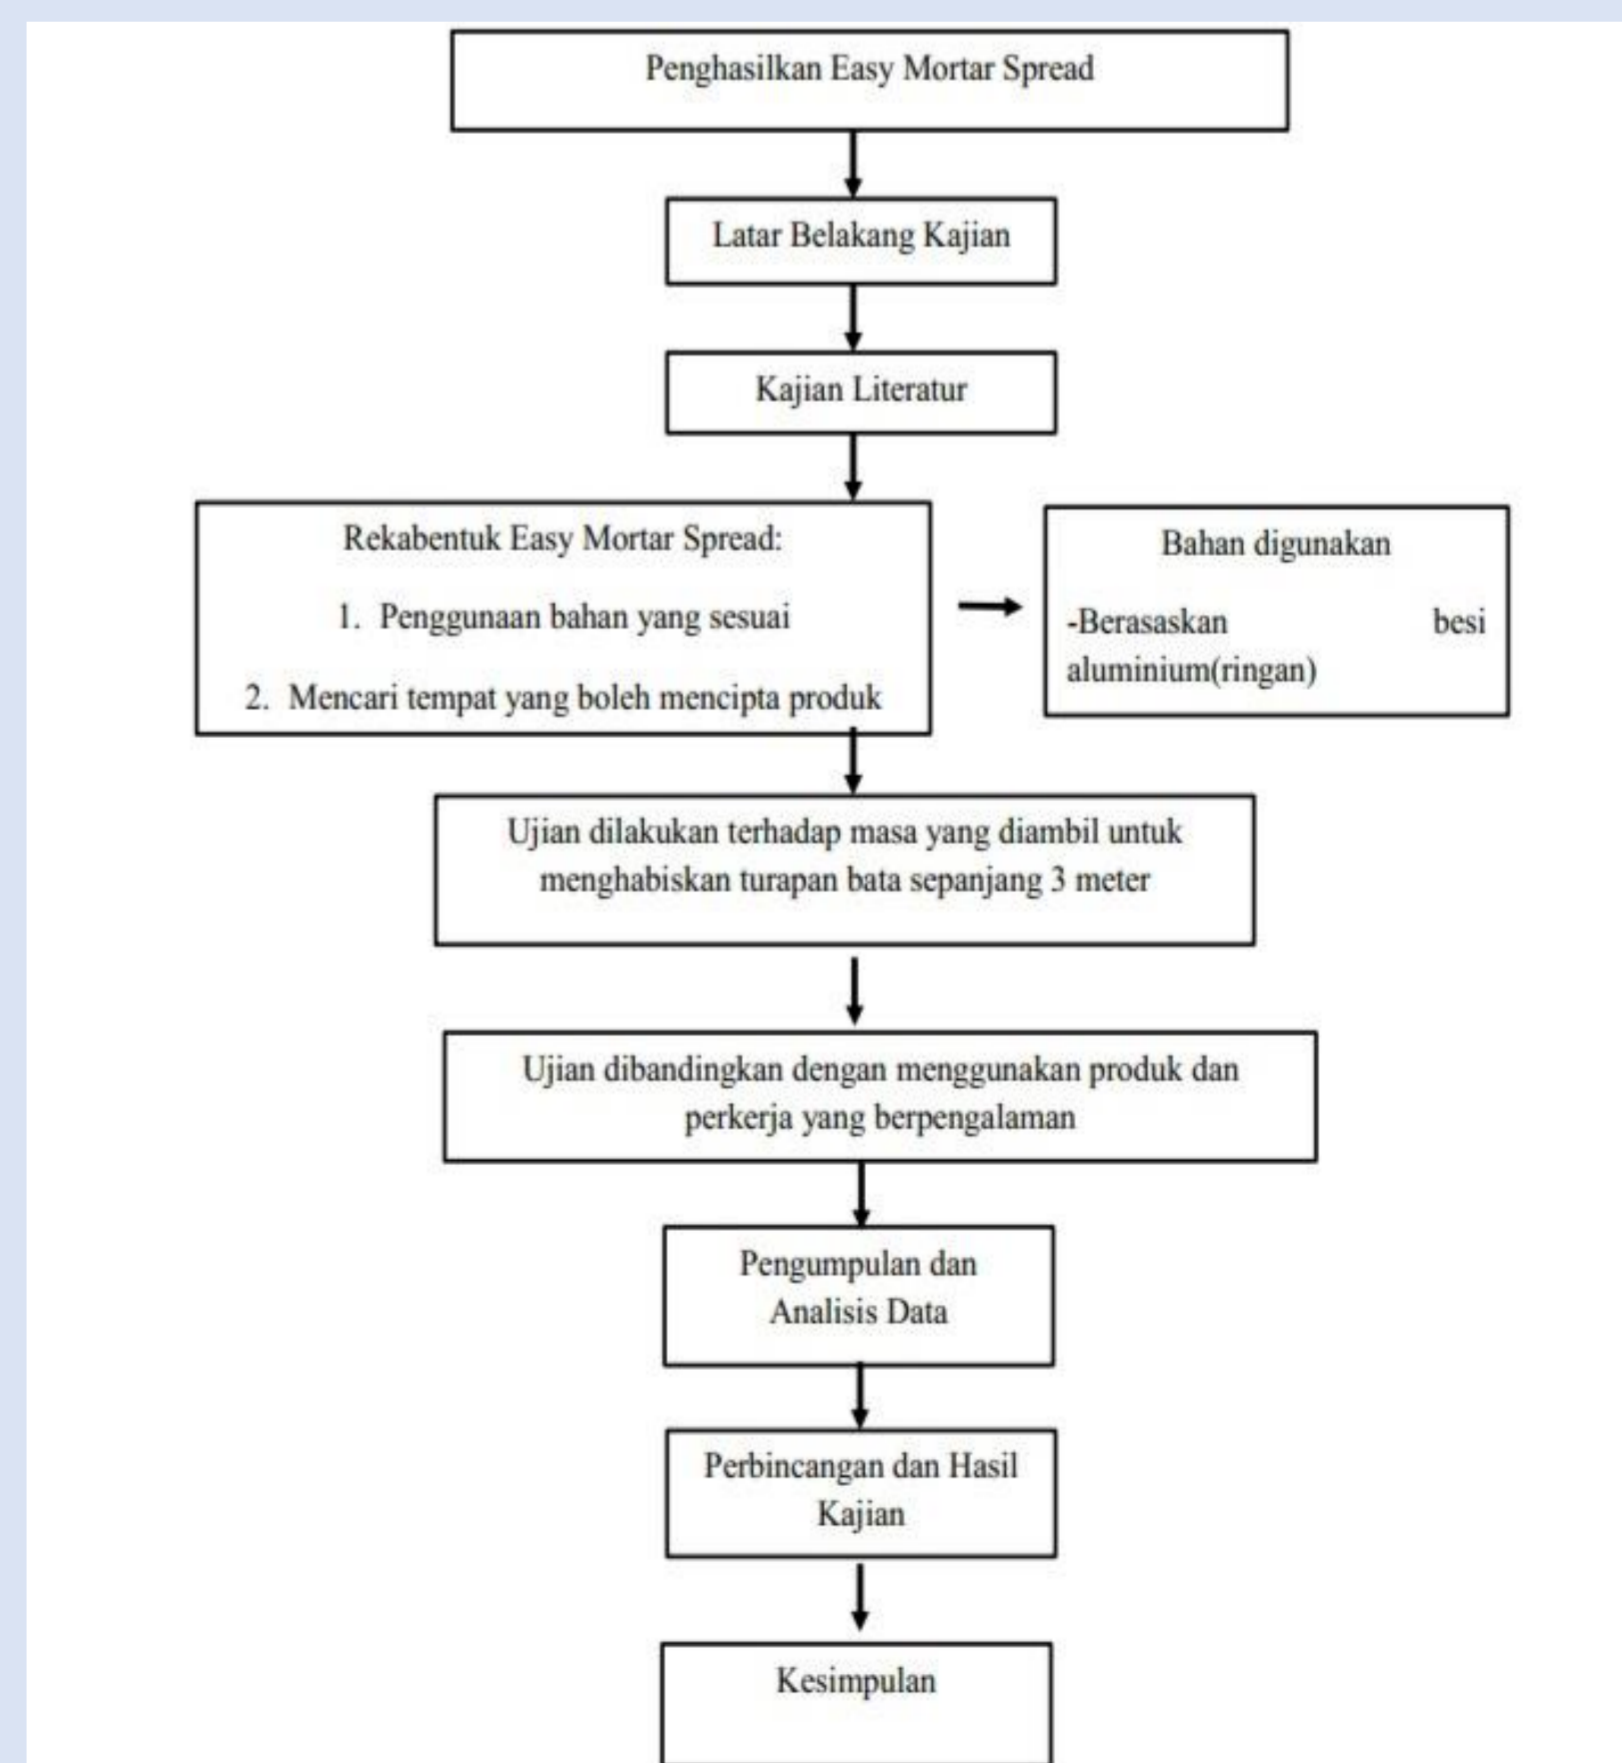 Penghasilkan Easy Mortar Spread
Latar Belakang Kajian
Kajian Literatur
Rekabentuk Easy Mortar Spread:
1. Penggunaan bahan yang sesuai
2. Mencari tempat yang boleh mencipta produk
Bahan digunakan
-Berasaskan besi
aluminium(ringan)
Ujian dilakukan terhadap masa yang diambil untuk
menghabiskan turapan bata sepanjang 3 meter
Ujian dibandingkan dengan menggunakan produk dan
perkerja yang berpengalaman
Pengumpulan dan
Analisis Data
Perbincangan dan Hasil
Kajian
Kesimpulan